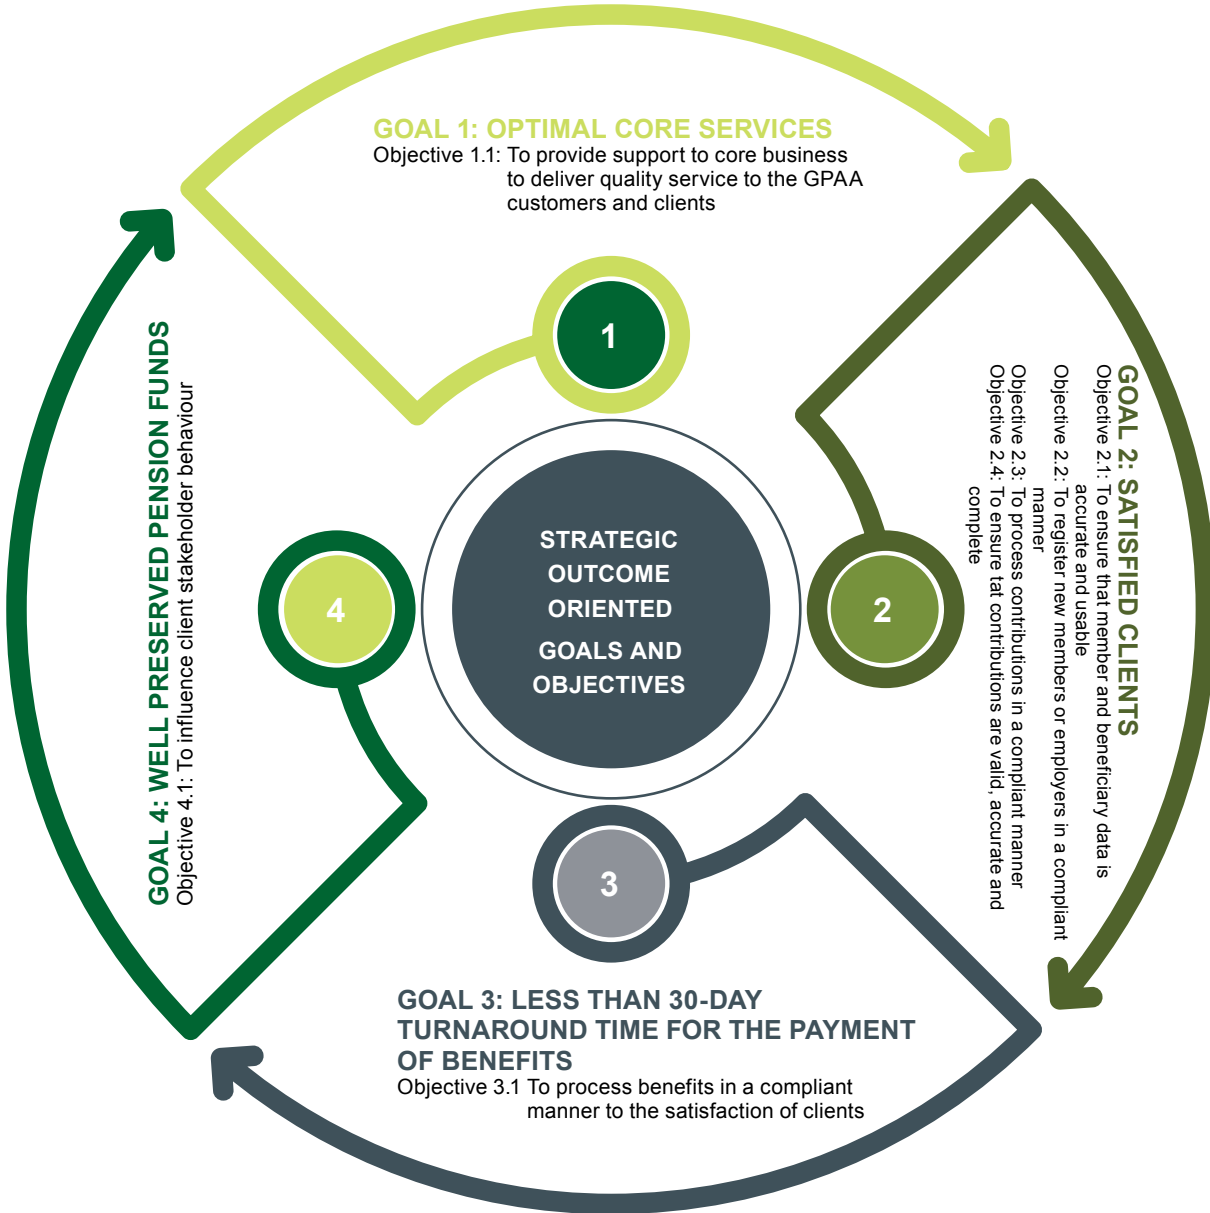 GOAL 1: OPTIMAL CORE SERVICES
Objective 1.1: To provide support to core business
to deliver quality service to the GPAA
customers and clients
1
GOAL 2: SATISFIED CLIENTS
Objective 2.1: To ensure that member and beneficiary data is
accurate and usable
Objective 2.2: To register new members or employers in a compliant
manner
Objective 2.3: To process contributions in a compliant manner
Objective 2.4: To ensure tat contributions are valid, accurate and
complete
2
STRATEGIC
OUTCOME
ORIENTED
GOALS AND
OBJECTIVES
3
GOAL 3: LESS THAN 30-DAY
TURNAROUND TIME FOR THE PAYMENT
OF BENEFITS
Objective 3.1 To process benefits in a compliant
manner to the satisfaction of clients
4
GOAL 4: WELL PRESERVED PENSION FUNDS
Objective 4.1: To influence client stakeholder behaviour